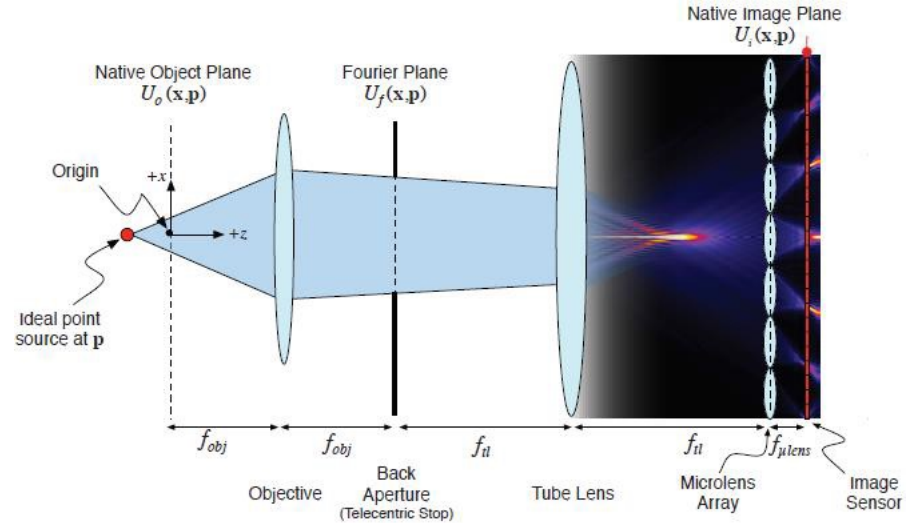 Native Image Plane
U_i(x,p)
Native Object Plane
U_o(x,p)
Fourier Plane
U_f(x,p)
Origin
+x
+z
Ideal point
source at p
f_obj
f_obj
f_tl
f_tl
f_μlens
Objective
Back
Aperture
(Telecentric Stop)
Tube Lens
Microlens
Array
Image
Sensor